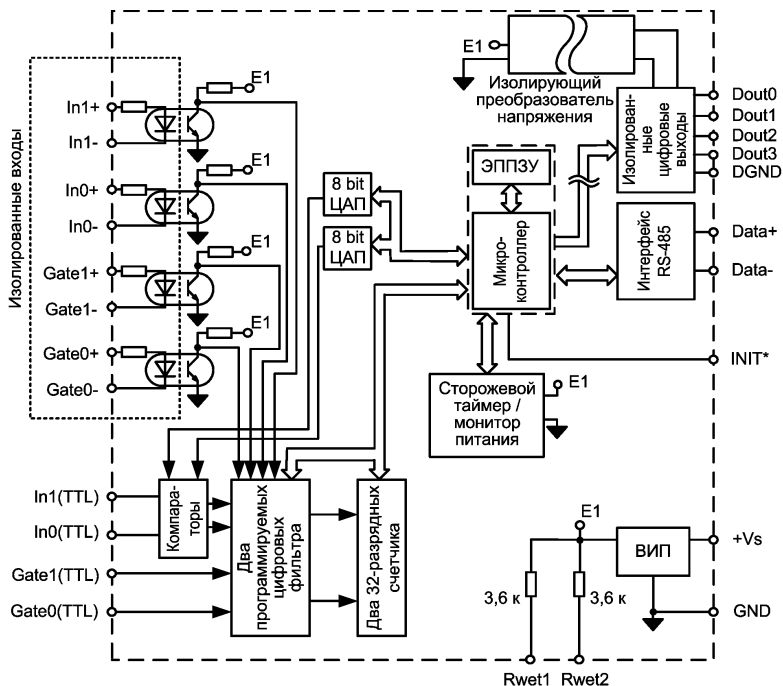 Изолированные входы
In1+
In1-
In0+
In0-
Gate1+
Gate1-
Gate0+
Gate0-
E1
E1
E1
E1
8 bit
ЦАП
8 bit
ЦАП
E1
Изолирующий
преобразователь
напряжения
Изолирован-
ные
цифровые
выходы
Dout0
Dout1
Dout2
Dout3
DGND
ЭППЗУ
Микро-
контроллер
Интерфейс
RS-485
Data+
Data-
INIT*
Сторожевой
таймер /
монитор
питания
E1
In1(TTL)
In0(TTL)
Gate1(TTL)
Gate0(TTL)
Компара-
торы
Два
программируемых
цифровых
фильтра
Два 32-разрядных
счетчика
E1
ВИП
+Vs
GND
3,6 к
3,6 к
Rwet1
Rwet2